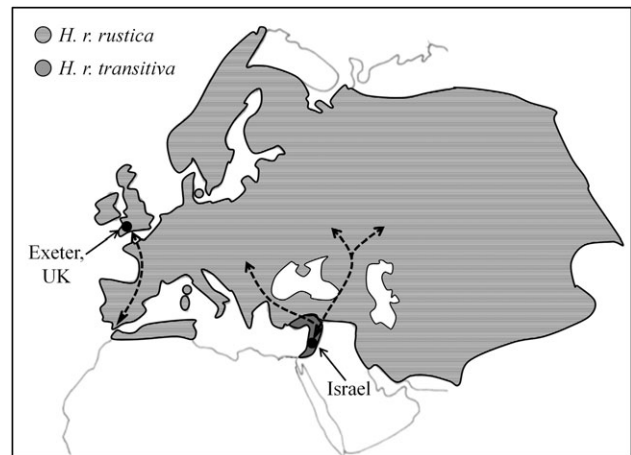 H. r. rustica
H. r. transitiva
Exeter,
UK
Israel